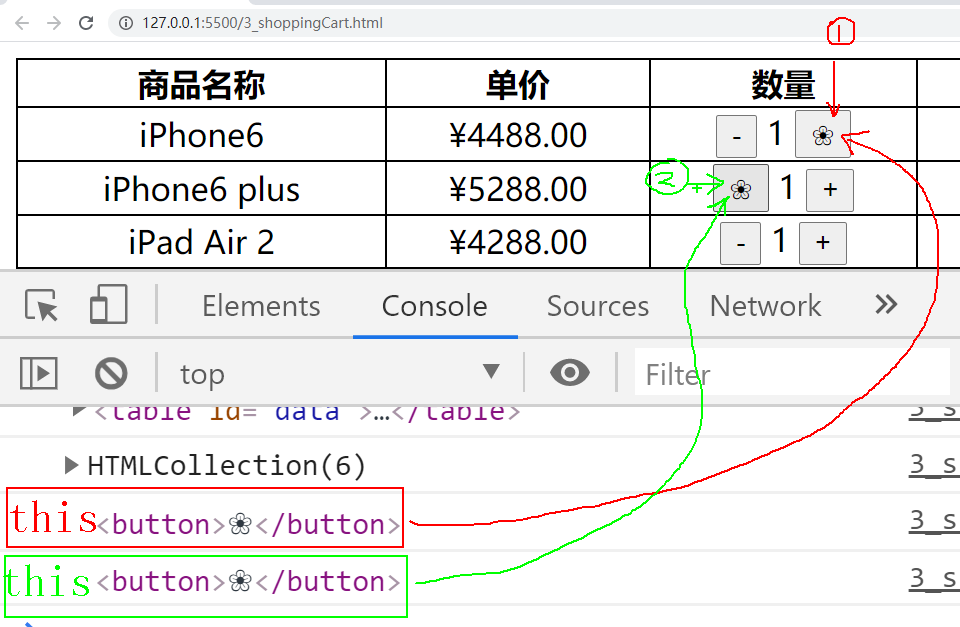 127.0.0.1:5500/3_shoppingCart.html
1
商品名称 单价 数量
iPhone6 ¥4488.00 - 1 ❀
2
iPhone6 plus ¥5288.00 ❀ 1 +
iPad Air 2 ¥4288.00 - 1 +
Elements Console Sources Network »
top ▼ Filter
<table id="data">…</table> 3_s
HTMLCollection(6) 3_s
this<button>❀</button> 3_s
this<button>❀</button> 3_s